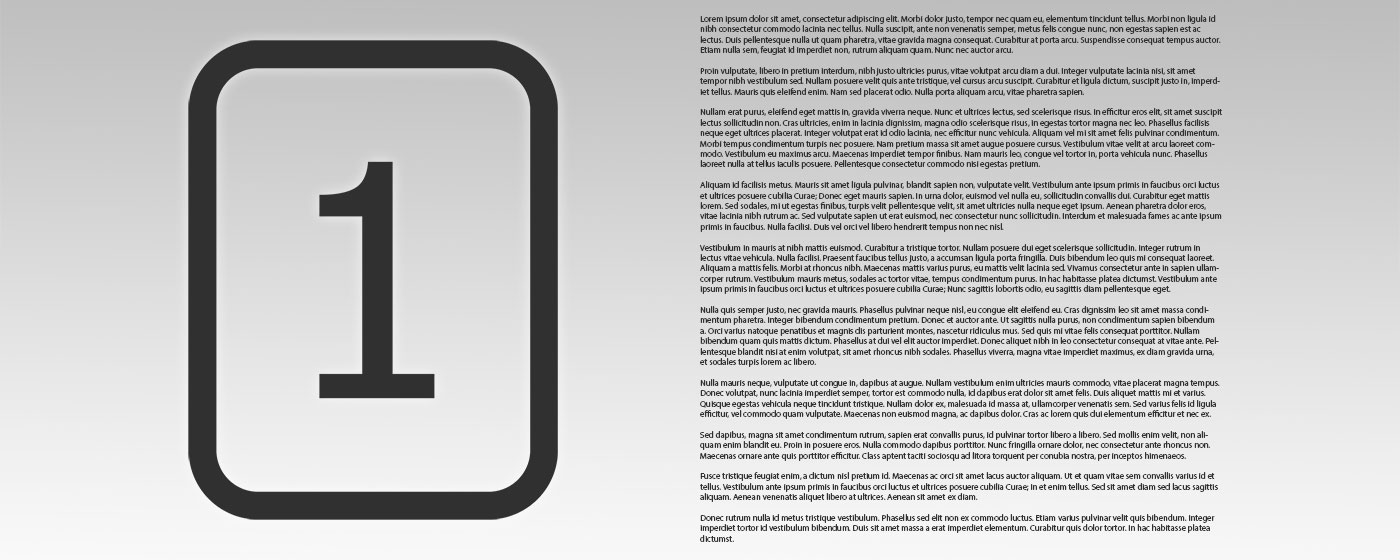 1
Lorem ipsum dolor sit amet, consectetur adipiscing elit. Morbi dolor justo, tempor nec quam eu, elementum tincidunt tellus. Morbi non ligula id
nibh consectetur commodo lacinia nec tellus. Nulla suscipit, ante non venenatis semper, metus felis congue nunc, non egestas sapien est ac
lectus. Duis pellentesque nulla ut quam pharetra, vitae gravida magna consequat. Curabitur at porta arcu. Suspendisse consequat tempus auctor.
Etiam nulla sem, feugiat id imperdiet non, rutrum aliquam quam. Nunc nec auctor arcu.
Proin vulputate, libero in pretium interdum, nibh justo ultricies purus, vitae volutpat arcu diam a dui. Integer vulputate lacinia nisi, sit amet
tempor nibh vestibulum sed. Nullam posuere velit quis ante tristique, vel cursus arcu suscipit. Curabitur et ligula dictum, suscipit justo in, imperd-
iet tellus. Mauris quis eleifend enim. Nam sed placerat odio. Nulla porta aliquam arcu, vitae pharetra sapien.
Nullam erat purus, eleifend eget mattis in, gravida viverra neque. Nunc et ultrices lectus, sed scelerisque risus. In efficitur eros elit, sit amet suscipit
lectus sollicitudin non. Cras ultricies, enim in lacinia dignissim, magna odio scelerisque risus, in egestas tortor magna nec leo. Phasellus facilisis
neque eget ultrices placerat. Integer volutpat erat id odio lacinia, nec efficitur nunc vehicula. Aliquam vel mi sit amet felis pulvinar condimentum.
Morbi tempus condimentum turpis nec posuere. Nam pretium massa sit amet augue posuere cursus. Vestibulum vitae velit at arcu laoreet com-
modo. Vestibulum eu maximus arcu. Maecenas imperdiet tempor finibus. Nam mauris leo, congue vel tortor in, porta vehicula nunc. Phasellus
laoreet nulla at tellus iaculis posuere. Pellentesque consectetur commodo nisi egestas pretium.
Aliquam id facilisis metus. Mauris sit amet ligula pulvinar, blandit sapien non, vulputate velit. Vestibulum ante ipsum primis in faucibus orci luctus
et ultrices posuere cubilia Curae; Donec eget mauris sapien. In urna dolor, euismod vel nulla eu, sollicitudin convallis dui. Curabitur eget mattis
lorem. Sed sodales, mi ut egestas finibus, turpis velit pellentesque velit, sit amet ultricies nulla neque eget ipsum. Aenean pharetra dolor eros,
vitae lacinia nibh rutrum ac. Sed vulputate sapien ut erat euismod, nec consectetur nunc sollicitudin. Interdum et malesuada fames ac ante ipsum
primis in faucibus. Nulla facilisi. Duis vel orci vel libero hendrerit tempus non nec nisl.
Vestibulum in mauris at nibh mattis euismod. Curabitur a tristique tortor. Nullam posuere dui eget scelerisque sollicitudin. Integer rutrum in
lectus vitae vehicula. Nulla facilisi. Praesent faucibus tellus justo, a accumsan ligula porta fringilla. Duis bibendum leo quis mi consequat laoreet.
Aliquam a mattis felis. Morbi at rhoncus nibh. Maecenas mattis varius purus, eu mattis velit lacinia sed. Vivamus consectetur ante in sapien ullam-
corper rutrum. Vestibulum mauris metus, sodales ac tortor vitae, tempus condimentum purus. In hac habitasse platea dictumst. Vestibulum ante
ipsum primis in faucibus orci luctus et ultrices posuere cubilia Curae; Nunc sagittis lobortis odio, eu sagittis diam pellentesque eget.
Nulla quis semper justo, nec gravida mauris. Phasellus pulvinar neque nisl, eu congue elit eleifend eu. Cras dignissim leo sit amet massa condi-
mentum pharetra. Integer bibendum condimentum pretium. Donec et auctor ante. Ut sagittis nulla purus, non condimentum sapien bibendum
a. Orci varius natoque penatibus et magnis dis parturient montes, nascetur ridiculus mus. Sed quis mi vitae felis consequat porttitor. Nullam
bibendum quam quis mattis dictum. Phasellus at dui vel elit auctor imperdiet. Donec aliquet nibh in leo consectetur consequat at vitae ante. Pel-
lentesque blandit nisi at enim volutpat, sit amet rhoncus nibh sodales. Phasellus viverra, magna vitae imperdiet maximus, ex diam gravida urna,
et sodales turpis lorem ac libero.
Nulla mauris neque, vulputate ut congue in, dapibus at augue. Nullam vestibulum enim ultricies mauris commodo, vitae placerat magna tempus.
Donec volutpat, nunc lacinia imperdiet semper, tortor est commodo nulla, id dapibus erat dolor sit amet felis. Duis aliquet mattis mi et varius.
Quisque egestas vehicula neque tincidunt tristique. Nullam dolor ex, malesuada id massa at, ullamcorper venenatis sem. Sed varius felis id ligula
efficitur, vel commodo quam vulputate. Maecenas non euismod magna, ac dapibus dolor. Cras ac lorem quis dui elementum efficitur et nec ex.
Sed dapibus, magna sit amet condimentum rutrum, sapien erat convallis purus, id pulvinar tortor libero a libero. Sed mollis enim velit, non ali-
quam enim blandit eu. Proin in posuere eros. Nulla commodo dapibus porttitor. Nunc fringilla ornare dolor, nec consectetur ante rhoncus non.
Maecenas ornare ante quis porttitor efficitur. Class aptent taciti sociosqu ad litora torquent per conubia nostra, per inceptos himenaeos.
Fusce tristique feugiat enim, a dictum nisl pretium id. Maecenas ac orci sit amet lacus auctor aliquam. Ut et quam vitae sem convallis varius id et
tellus. Vestibulum ante ipsum primis in faucibus orci luctus et ultrices posuere cubilia Curae; In et enim tellus. Sed sit amet diam sed lacus sagittis
aliquam. Aenean venenatis aliquet libero at ultrices. Aenean sit amet ex diam.
Donec rutrum nulla id metus tristique vestibulum. Phasellus sed elit non ex commodo luctus. Etiam varius pulvinar velit quis bibendum. Integer
imperdiet tortor id vestibulum bibendum. Duis sit amet massa a erat imperdiet elementum. Curabitur quis dolor tortor. In hac habitasse platea
dictumst.